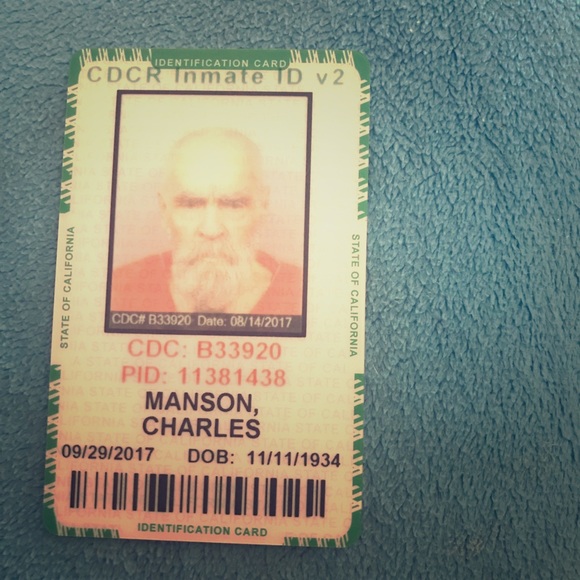 IDENTIFICATION CARD
CDCR Inmate ID v2
CDC# B33920 Date: 08/14/2017
STATE OF CALIFORNIA
STATE OF CALIFORNIA
CDC: B33920
PID: 11381438
MANSON,
CHARLES
09/29/2017 DOB: 11/11/1934
IDENTIFICATION CARD